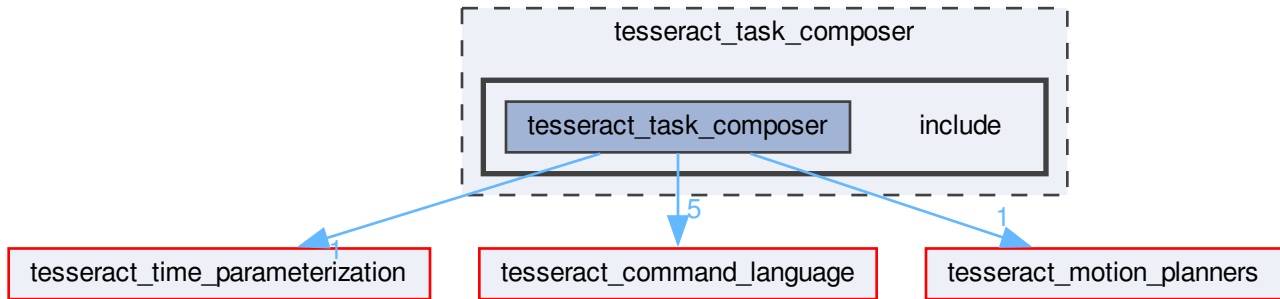 tesseract_task_composer
tesseract_task_composer
include
5
1
1
tesseract_time_parameterization
tesseract_command_language
tesseract_motion_planners